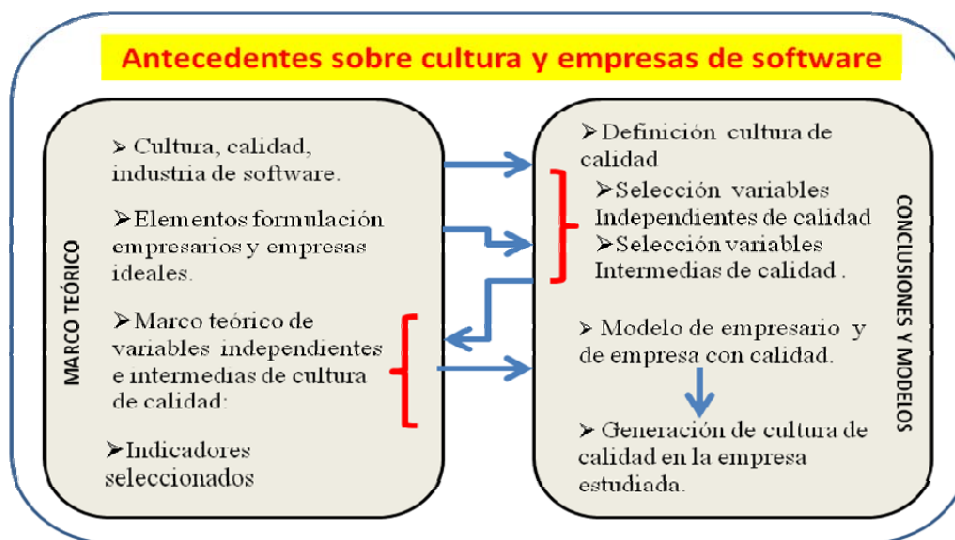 Antecedentes sobre cultura y empresas de software
MARCO TEÓRICO
➢ Cultura, calidad,
industria de software.
➢Elementos formulación
empresarios y empresas
ideales.
➢Marco teórico de
variables independientes
e intermedias de cultura
de calidad:
➢Indicadores
seleccionados
➢Definición cultura de
calidad
➢Selección variables
Independientes de calidad
➢Selección variables
Intermedias de calidad .
➢ Modelo de empresario y
de empresa con calidad.
➢ Generación de cultura de
calidad en la empresa
estudiada.
CONCLUSIONES Y MODELOS